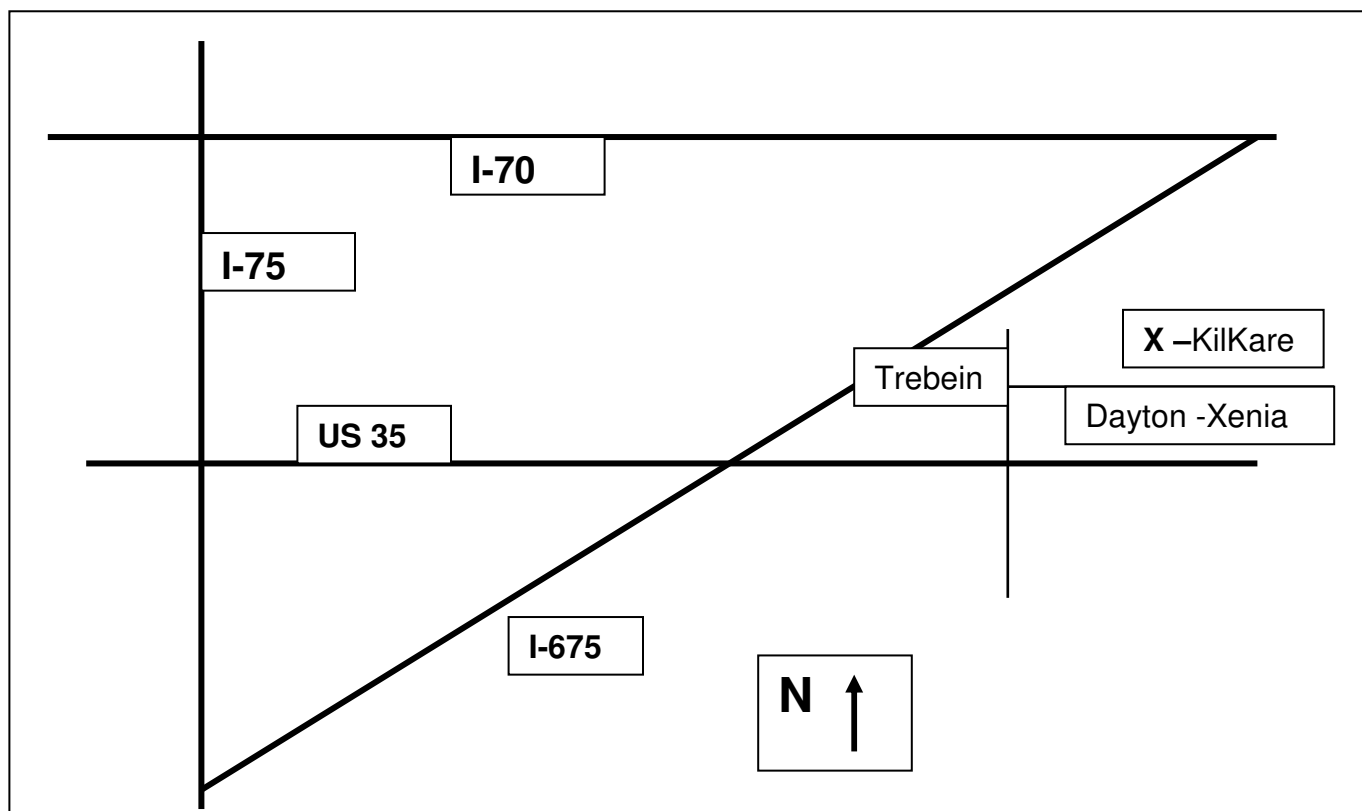 I-70
I-75
X –KilKare
Trebein
Dayton -Xenia
US 35
I-675
N